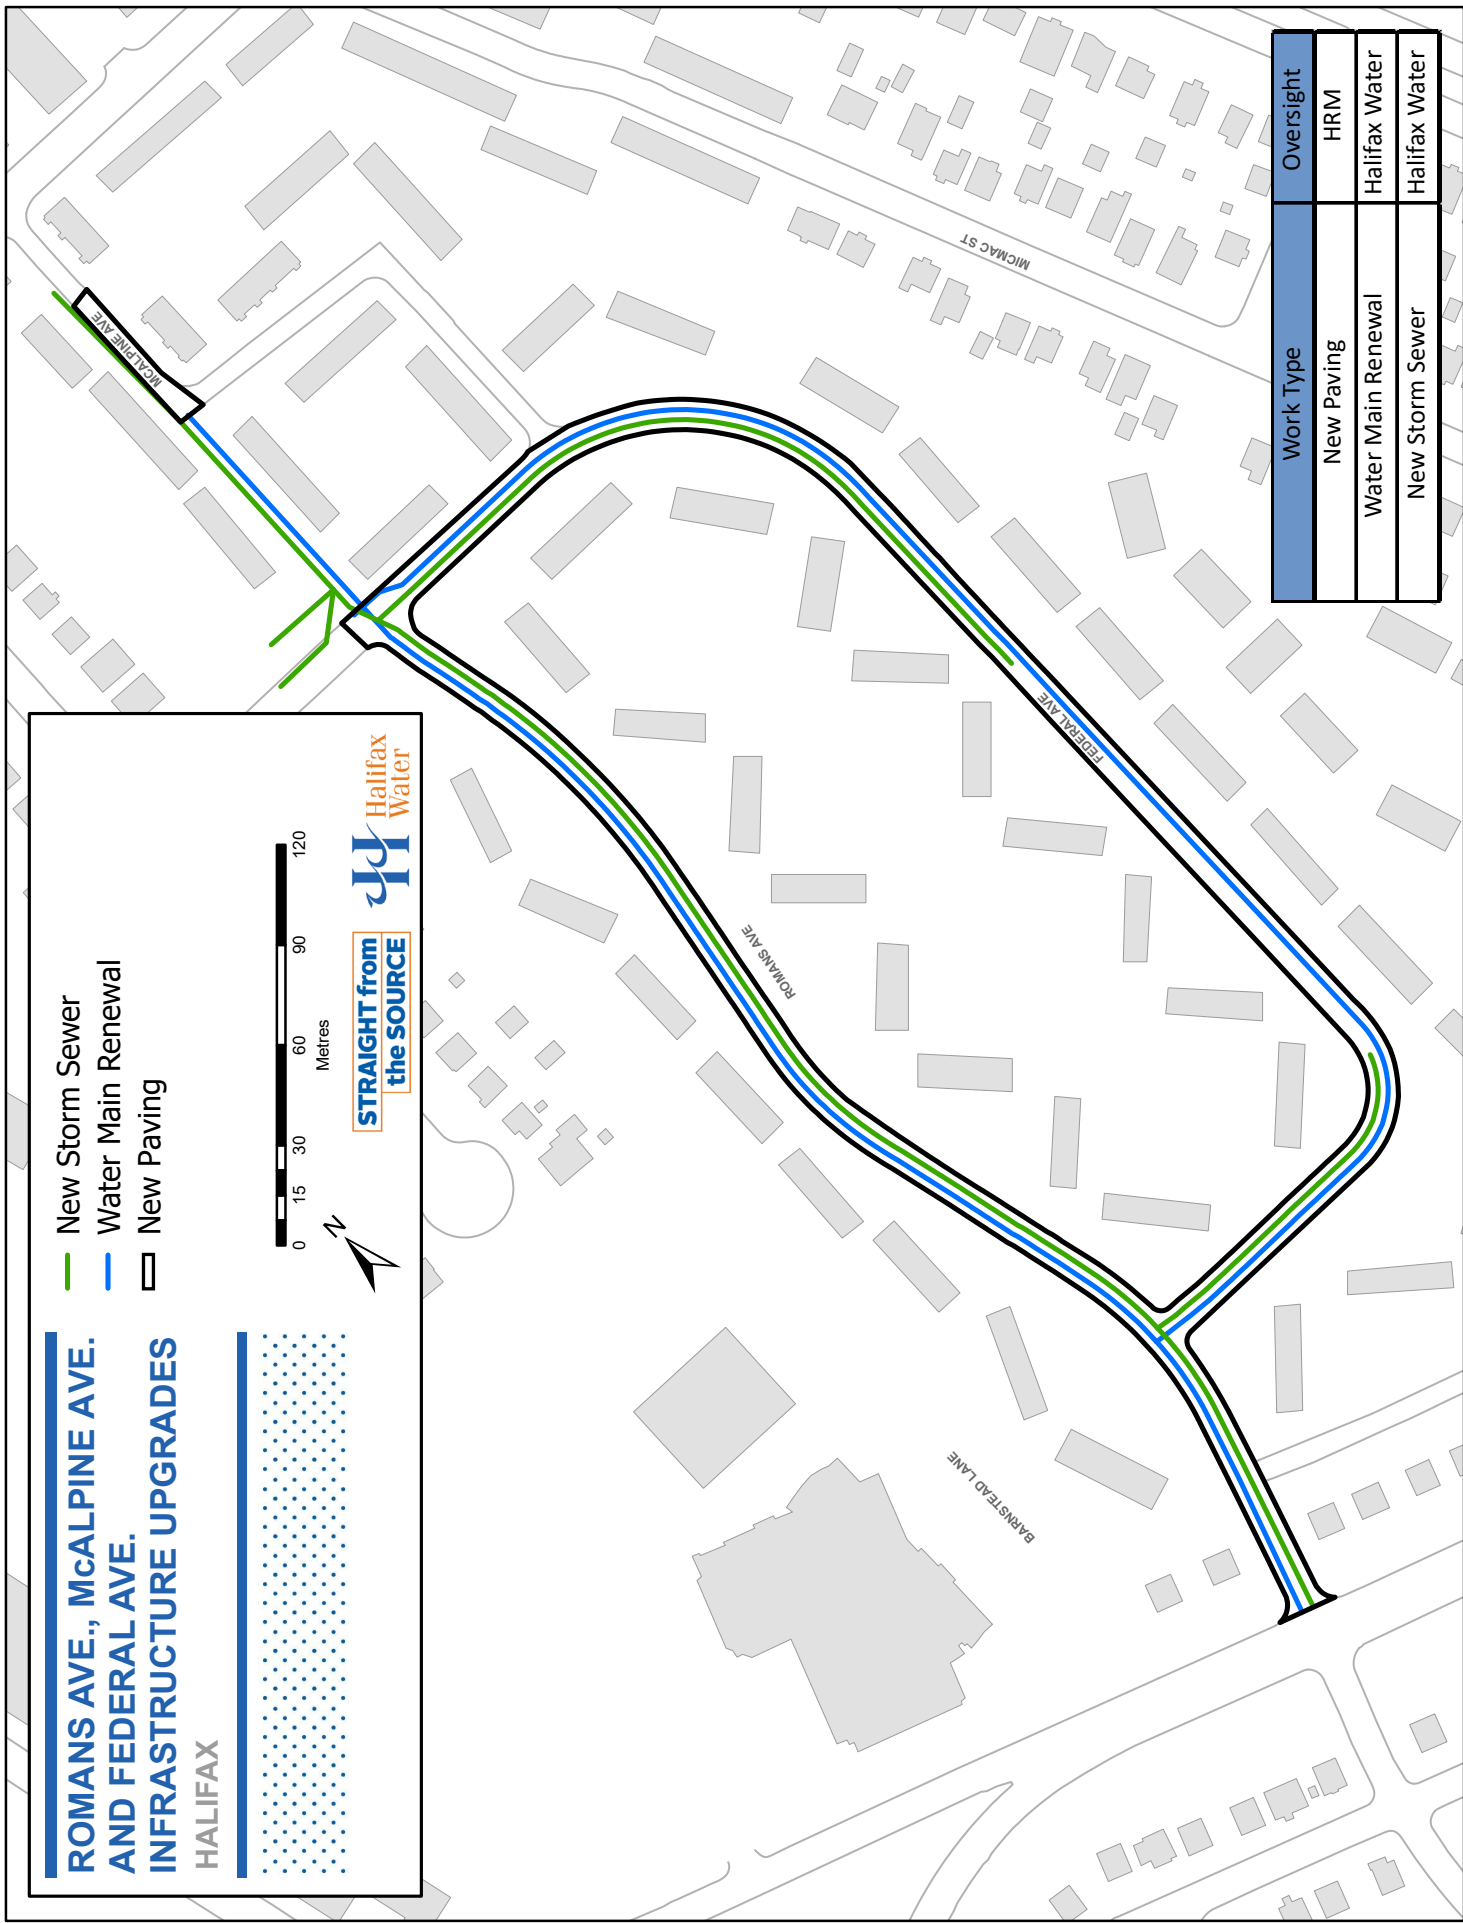 ROMANS AVE., McALPINE AVE.
AND FEDERAL AVE.
INFRASTRUCTURE UPGRADES
HALIFAX
New Storm Sewer
Water Main Renewal
New Paving
0 15 30 60 90 120
Metres
N
STRAIGHT from
the SOURCE
Halifax
Water
MCALPINE AVE
MICMAC ST
FEDERAL AVE
ROMANS AVE
BARNSTEAD LANE
Work Type Oversight
New Paving HRM
Water Main Renewal Halifax Water
New Storm Sewer Halifax Water